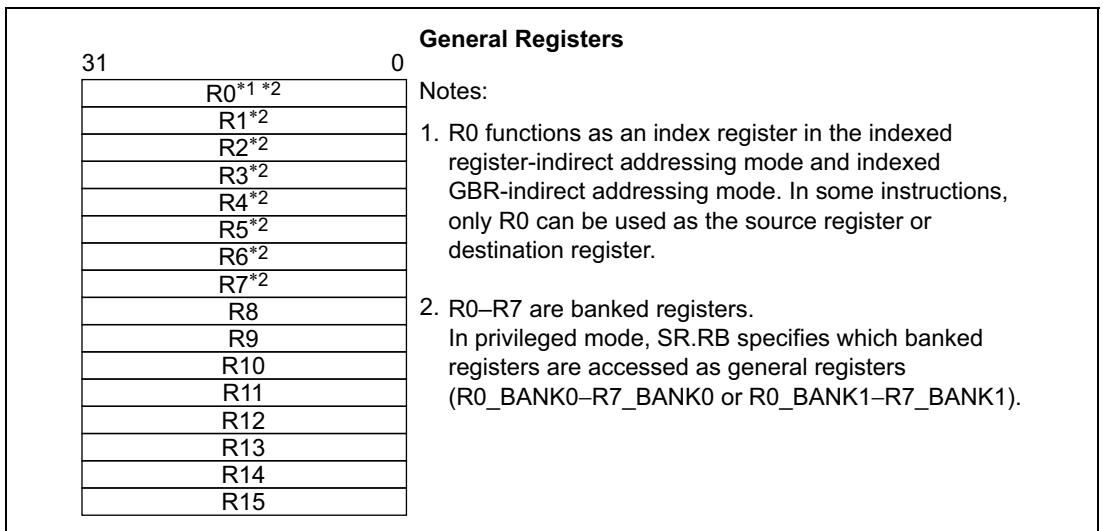 General Registers
31 0
R0*1 *2
R1*2
R2*2
R3*2
R4*2
R5*2
R6*2
R7*2
R8
R9
R10
R11
R12
R13
R14
R15
Notes:
1. R0 functions as an index register in the indexed
register-indirect addressing mode and indexed
GBR-indirect addressing mode. In some instructions,
only R0 can be used as the source register or
destination register.
2. R0–R7 are banked registers.
In privileged mode, SR.RB specifies which banked
registers are accessed as general registers
(R0_BANK0–R7_BANK0 or R0_BANK1–R7_BANK1).